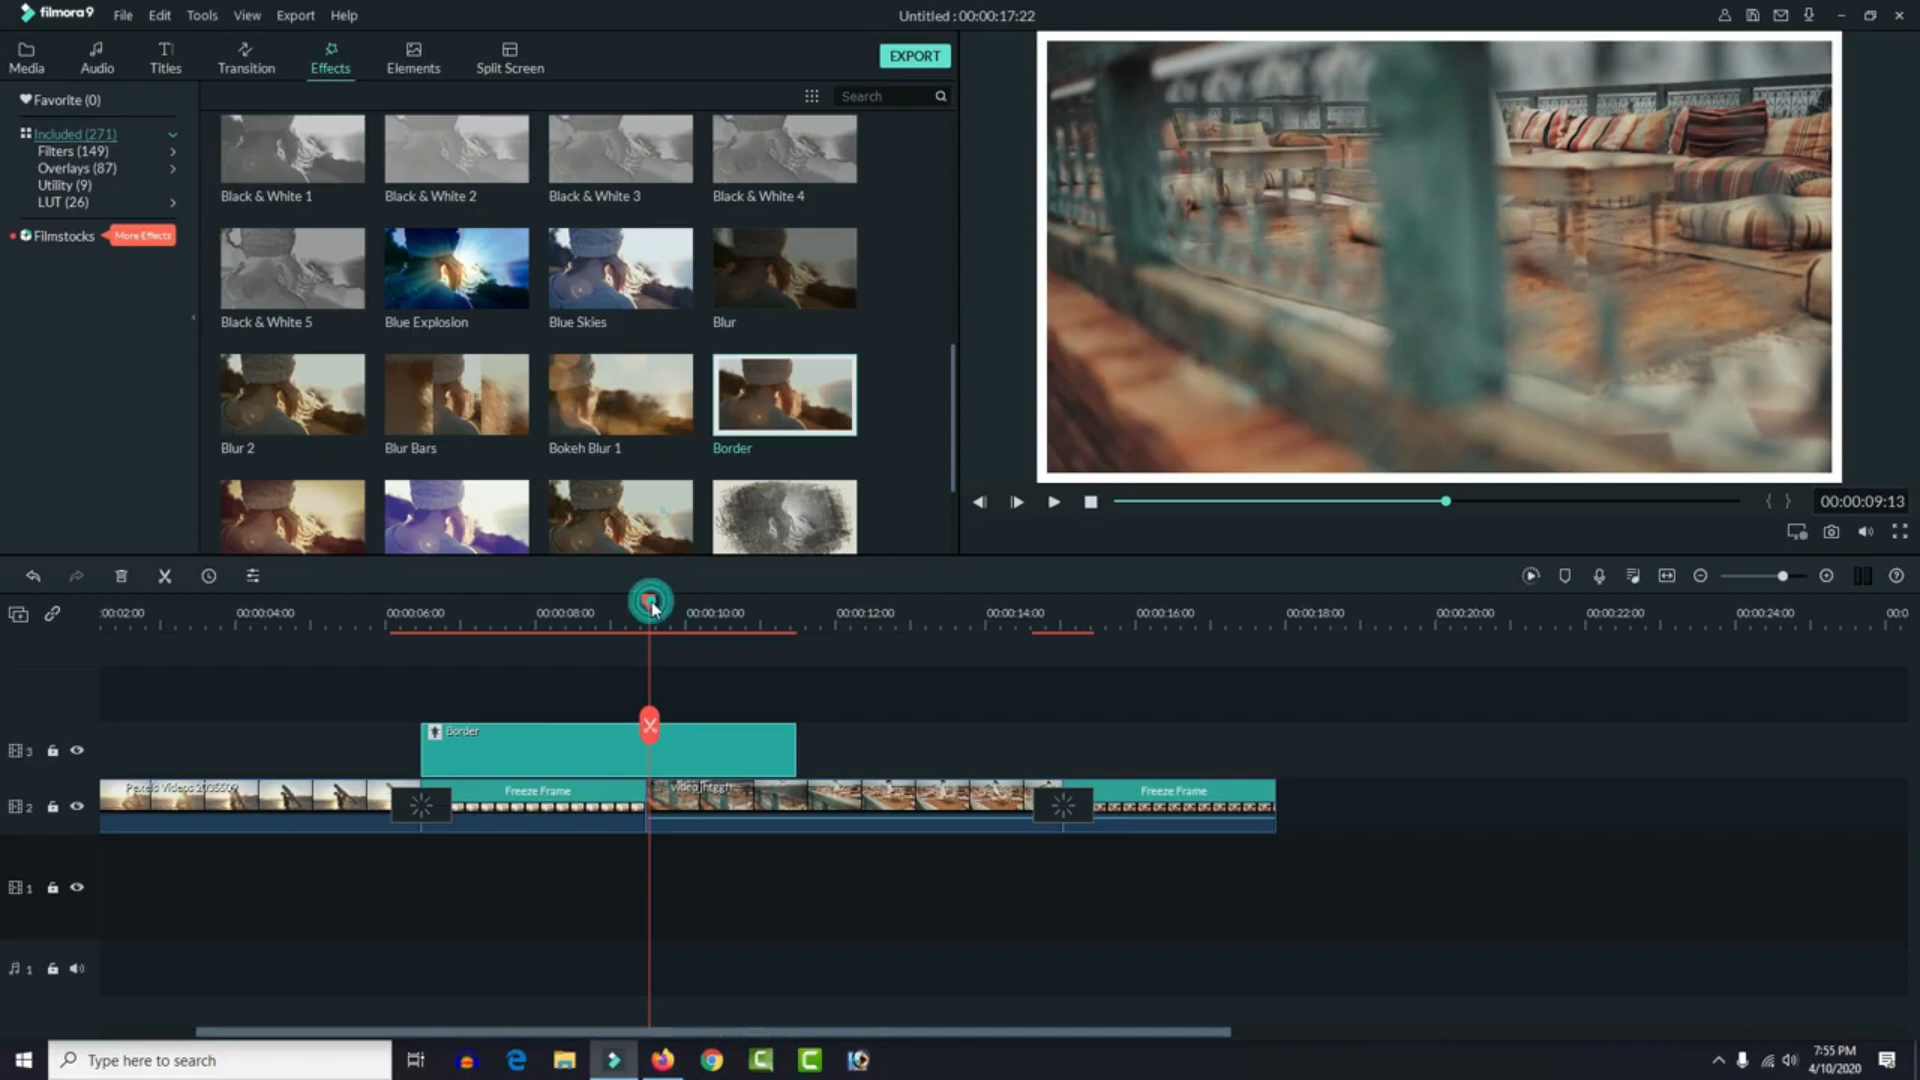 filmora9
File Edit Tools View Export Help
Untitled : 00:00:17:22
Media Audio Titles Transition Effects Elements Split Screen
EXPORT
Favorite (0)
Search
Included (271)
Filters (149)
Overlays (87)
Utility (9)
LUT (26)
Filmstocks More Effects
Black & White 1 Black & White 2 Black & White 3 Black & White 4
Black & White 5 Blue Explosion Blue Skies Blur
Blur 2 Blur Bars Bokeh Blur 1 Border
00:00:09:13
:00:02:00 00:00:04:00 00:00:06:00 00:00:08:00 00:00:10:00 00:00:12:00 00:00:14:00 00:00:16:00 00:00:18:00 00:00:20:00 00:00:22:00 00:00:24:00 00:0
3 Border
Pexels Videos 2035509 Freeze Frame Freeze Frame
2
1
1
Type here to search
7:55 PM
4/10/2020